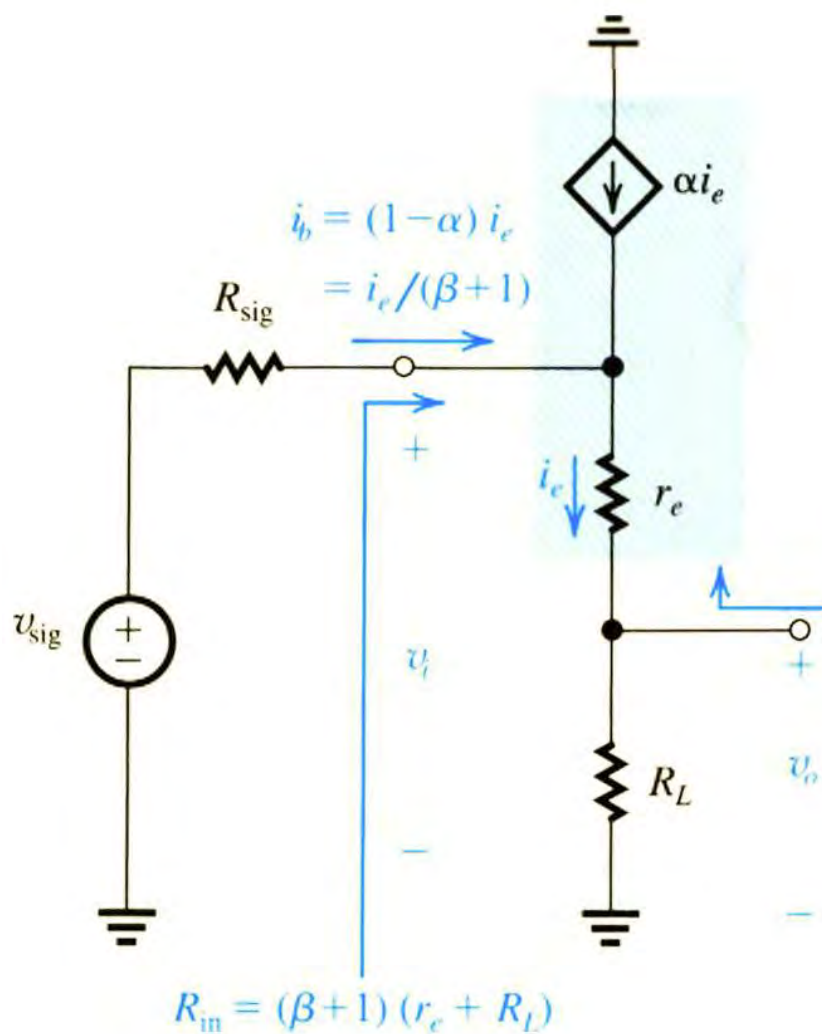 αi_e
i_b = (1-α) i_e
= i_e/(β+1)
R_sig
+
i_e
r_e
v_sig
+
−
v_i
+
R_L
v_o
−
−
R_in = (β+1) (r_e + R_L)